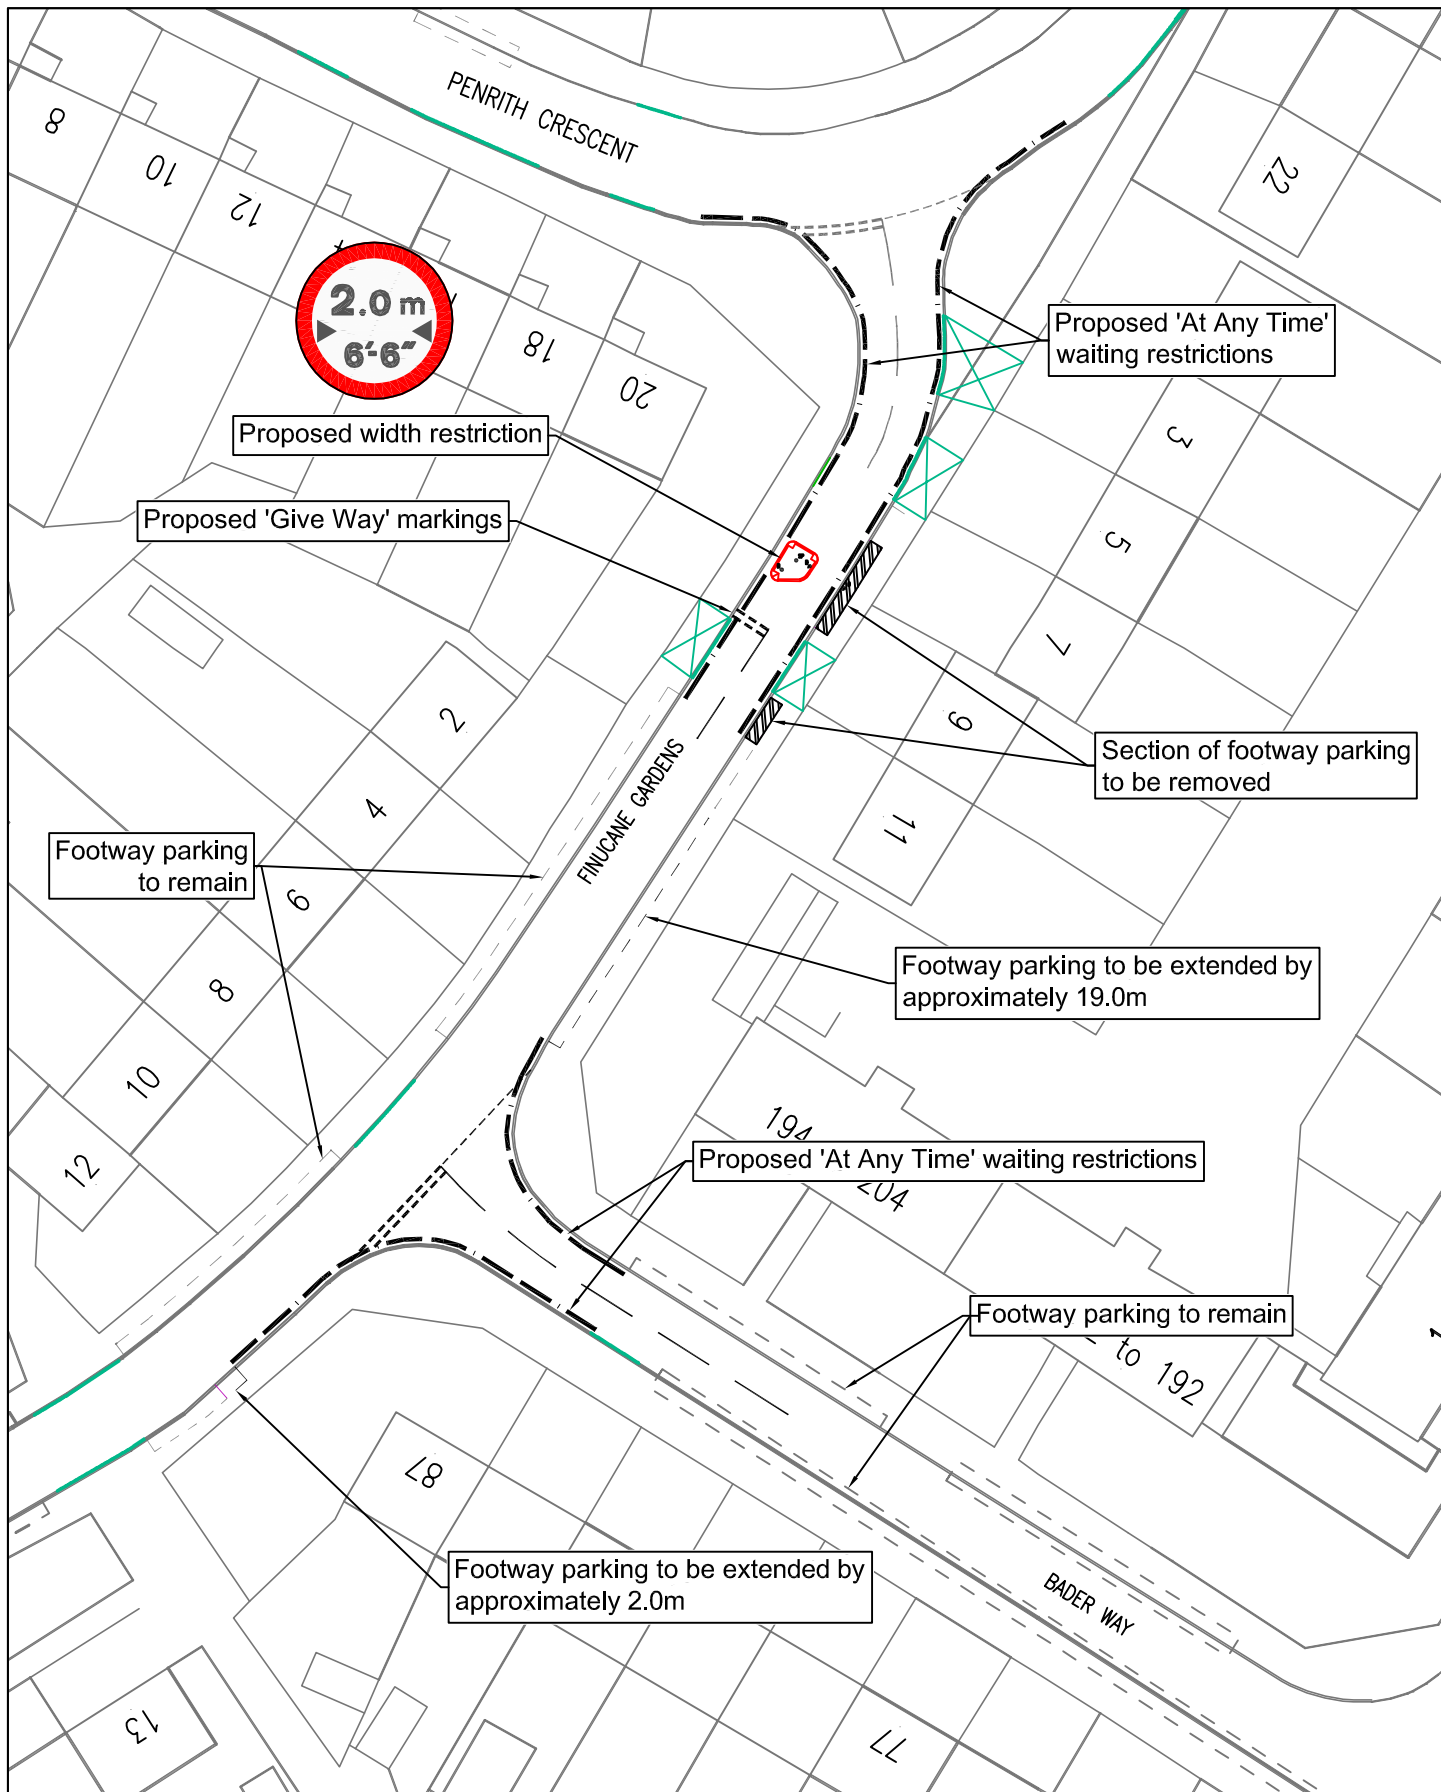 PENRITH CRESCENT
8
10
12
22
2.0 m
6'-6"
18
20
Proposed 'At Any Time'
waiting restrictions
3
Proposed width restriction
Proposed 'Give Way' markings
5
7
2
9
Section of footway parking
to be removed
FINUCANE GARDENS
4
11
Footway parking
to remain
6
8
Footway parking to be extended by
approximately 19.0m
10
194
12
Proposed 'At Any Time' waiting restrictions
204
Footway parking to remain
to 192
1
87
Footway parking to be extended by
approximately 2.0m
BADER WAY
13
77